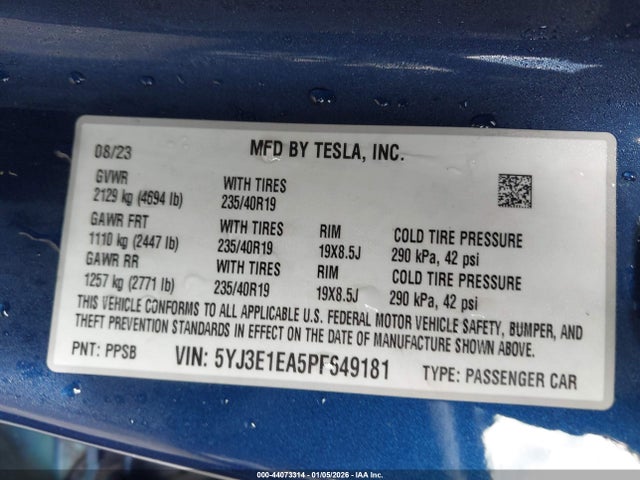 08/23 MFD BY TESLA, INC.
GVWR
2129 kg (4694 lb) WITH TIRES 235/40R19
GAWR FRT
1110 kg (2447 lb) WITH TIRES 235/40R19 RIM 19X8.5J COLD TIRE PRESSURE 290 kPa, 42 psi
GAWR RR
1257 kg (2771 lb) WITH TIRES 235/40R19 RIM 19X8.5J COLD TIRE PRESSURE 290 kPa, 42 psi
THIS VEHICLE CONFORMS TO ALL APPLICABLE U.S. FEDERAL MOTOR VEHICLE SAFETY, BUMPER, AND
THEFT PREVENTION STANDARDS IN EFFECT ON THE DATE OF MANUFACTURE SHOWN ABOVE.
PNT: PPSB VIN: 5YJ3E1EA5PFS49181 TYPE: PASSENGER CAR
000-44073314 - 01/05/2026 - IAA Inc.